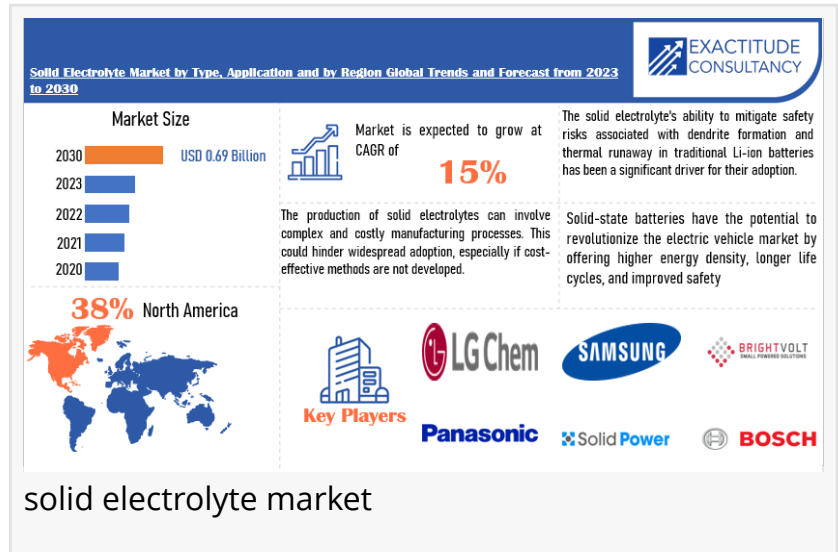 Solid Electrolyte Market by Type, Application and by Region Global Trends and Forecast from 2023
to 2030
EXACTITUDE
CONSULTANCY
Market Size
2030
USD 0.69 Billion
2023
2022
2021
2020
Market is expected to grow at
CAGR of
15%
The solid electrolyte's ability to mitigate safety
risks associated with dendrite formation and
thermal runaway in traditional Li-ion batteries
has been a significant driver for their adoption.
The production of solid electrolytes can involve
complex and costly manufacturing processes. This
could hinder widespread adoption, especially if cost-
effective methods are not developed.
Solid-state batteries have the potential to
revolutionize the electric vehicle market by
offering higher energy density, longer life
cycles, and improved safety
38% North America
Key Players
LG Chem
SAMSUNG
BRIGHTVOLT
SMALL POWERED SOLUTIONS
Panasonic
Solid Power
BOSCH
solid electrolyte market